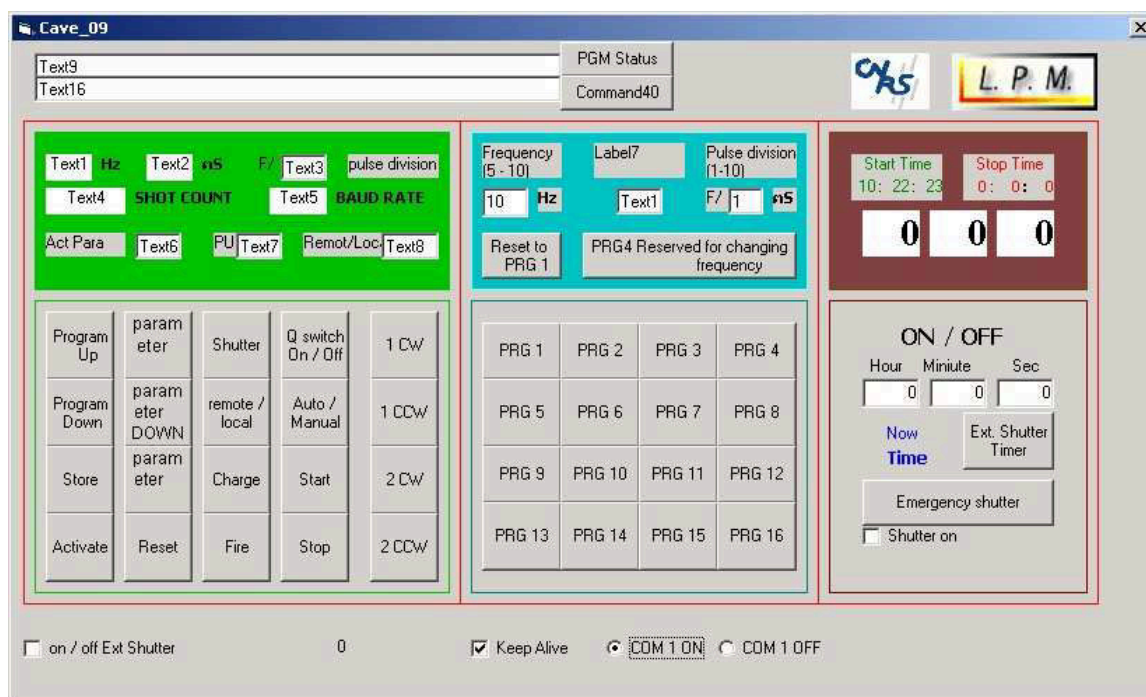 Cave_09
Text9
PGM Status
Text16
Command40
CNRS
L. P. M.
Text1 Hz Text2 nS F/ Text3 pulse division
Text4 SHOT COUNT Text5 BAUD RATE
Act Para Text6 PU Text7 Remot/Loc. Text8
Frequency
(5 - 10)
Label7
Pulse division
(1-10)
10 Hz Text1 F/ 1 nS
Reset to
PRG 1
PRG4 Reserved for changing
frequency
Start Time
10: 22: 23
Stop Time
0: 0: 0
0 0 0
Program
Up
param
eter
Shutter
Q switch
On / Off
1 CW
Program
Down
param
eter
DOWN
remote /
local
Auto /
Manual
1 CCW
Store
param
eter
Charge
Start
2 CW
Activate
Reset
Fire
Stop
2 CCW
PRG 1 PRG 2 PRG 3 PRG 4
PRG 5 PRG 6 PRG 7 PRG 8
PRG 9 PRG 10 PRG 11 PRG 12
PRG 13 PRG 14 PRG 15 PRG 16
ON / OFF
Hour Miniute Sec
0 0 0
Now
Time
Ext. Shutter
Timer
Emergency shutter
Shutter on
on / off Ext Shutter 0 Keep Alive COM 1 ON COM 1 OFF